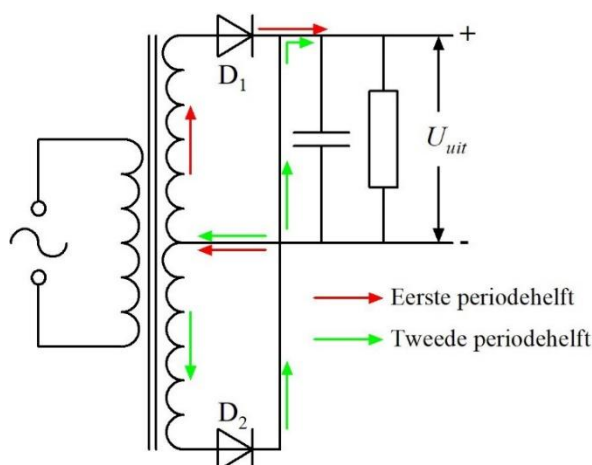 D1
+
Uuit
-
Eerste periodehelft
Tweede periodehelft
D2